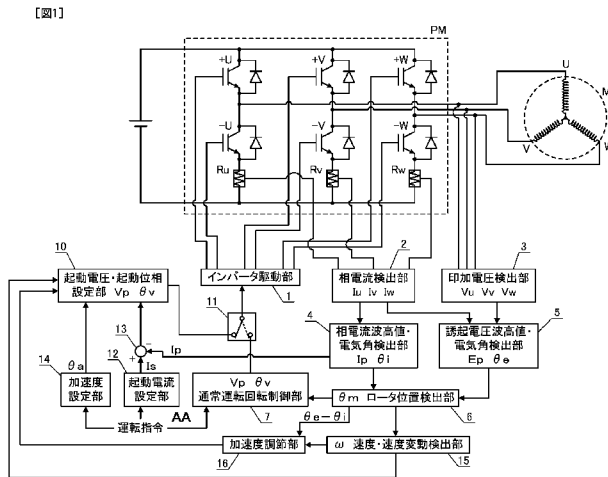 [図1]
PM
+U
+V
+W
U
M
-U
-V
-W
V
W
Ru
Rv
Rw
10
2
3
起動電圧・起動位相
設定部 Vp θv
インバータ駆動部
相電流検出部
Iu Iv Iw
印加電圧検出部
Vu Vv Vw
11
1
4
5
13
-
+
Ip
相電流波高値・
電気角検出部
Ip θi
誘起電圧波高値・
電気角検出部
Ep θe
14
θa
12
Is
加速度
設定部
起動電流
設定部
Vp θv
通常運転回転制御部
θm ロータ位置検出部
AA
7
θe-θi
6
運転指令
加速度調節部
ω 速度・速度変動検出部
16
15